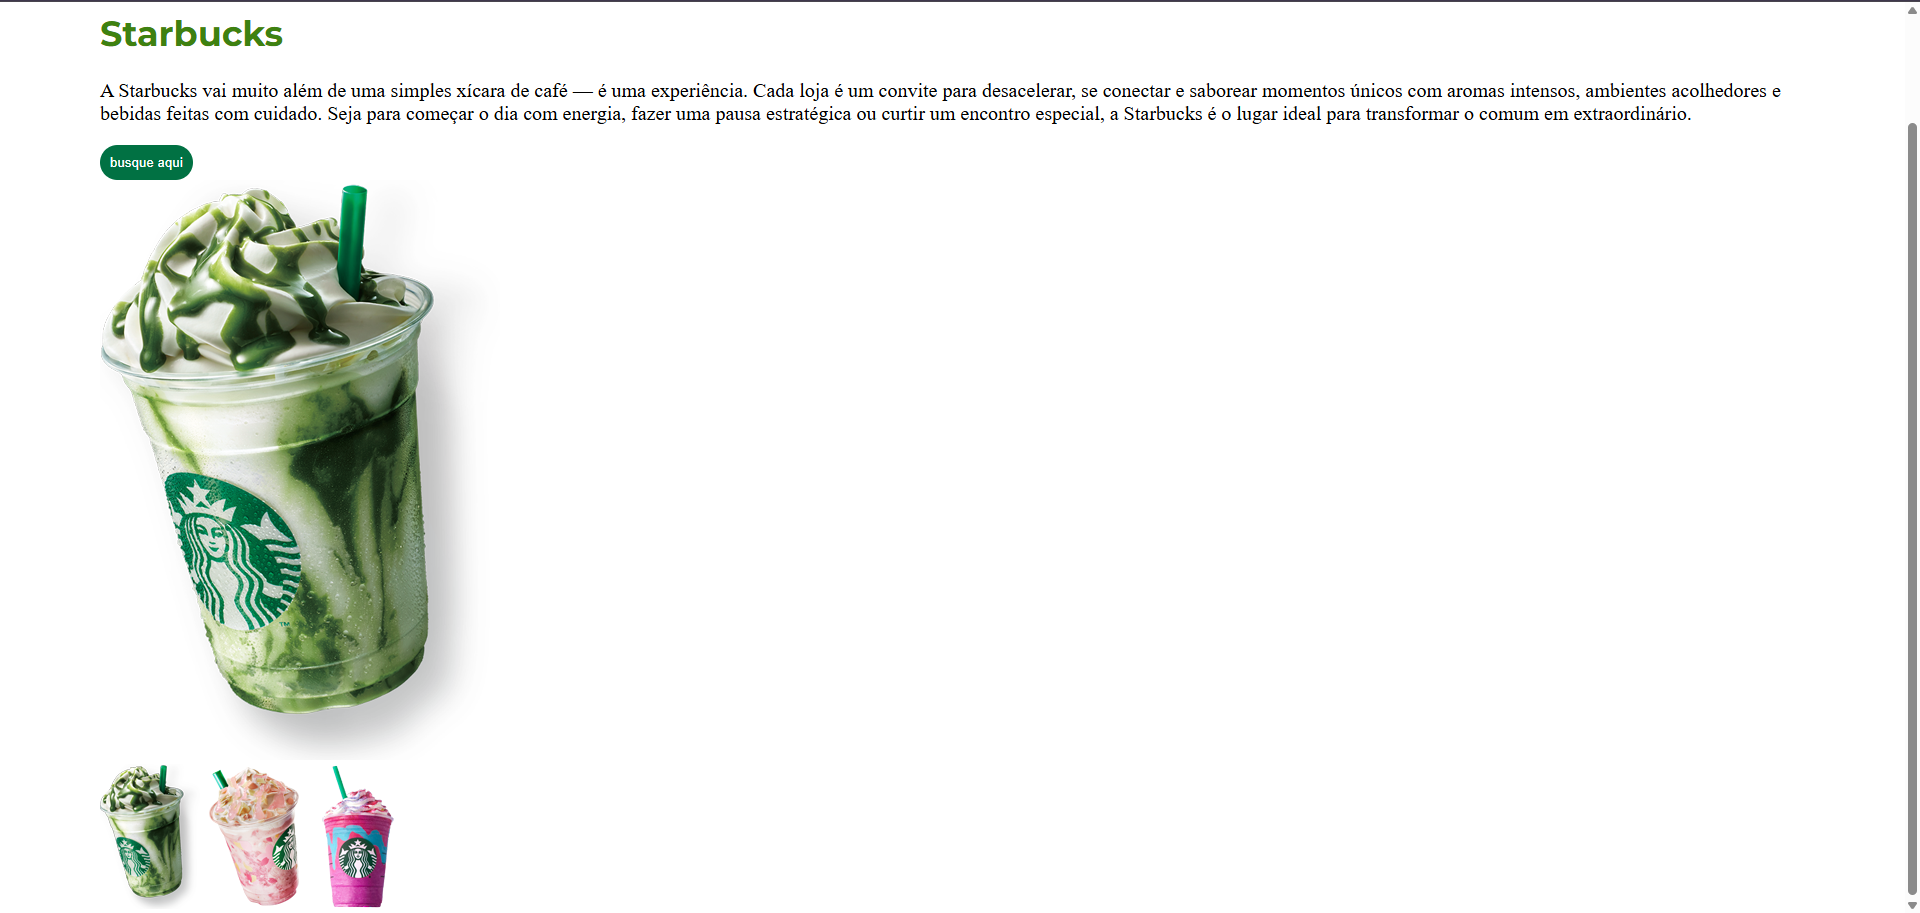 Starbucks
A Starbucks vai muito além de uma simples xícara de café — é uma experiência. Cada loja é um convite para desacelerar, se conectar e saborear momentos únicos com aromas intensos, ambientes acolhedores e
bebidas feitas com cuidado. Seja para começar o dia com energia, fazer uma pausa estratégica ou curtir um encontro especial, a Starbucks é o lugar ideal para transformar o comum em extraordinário.
busque aqui
TM